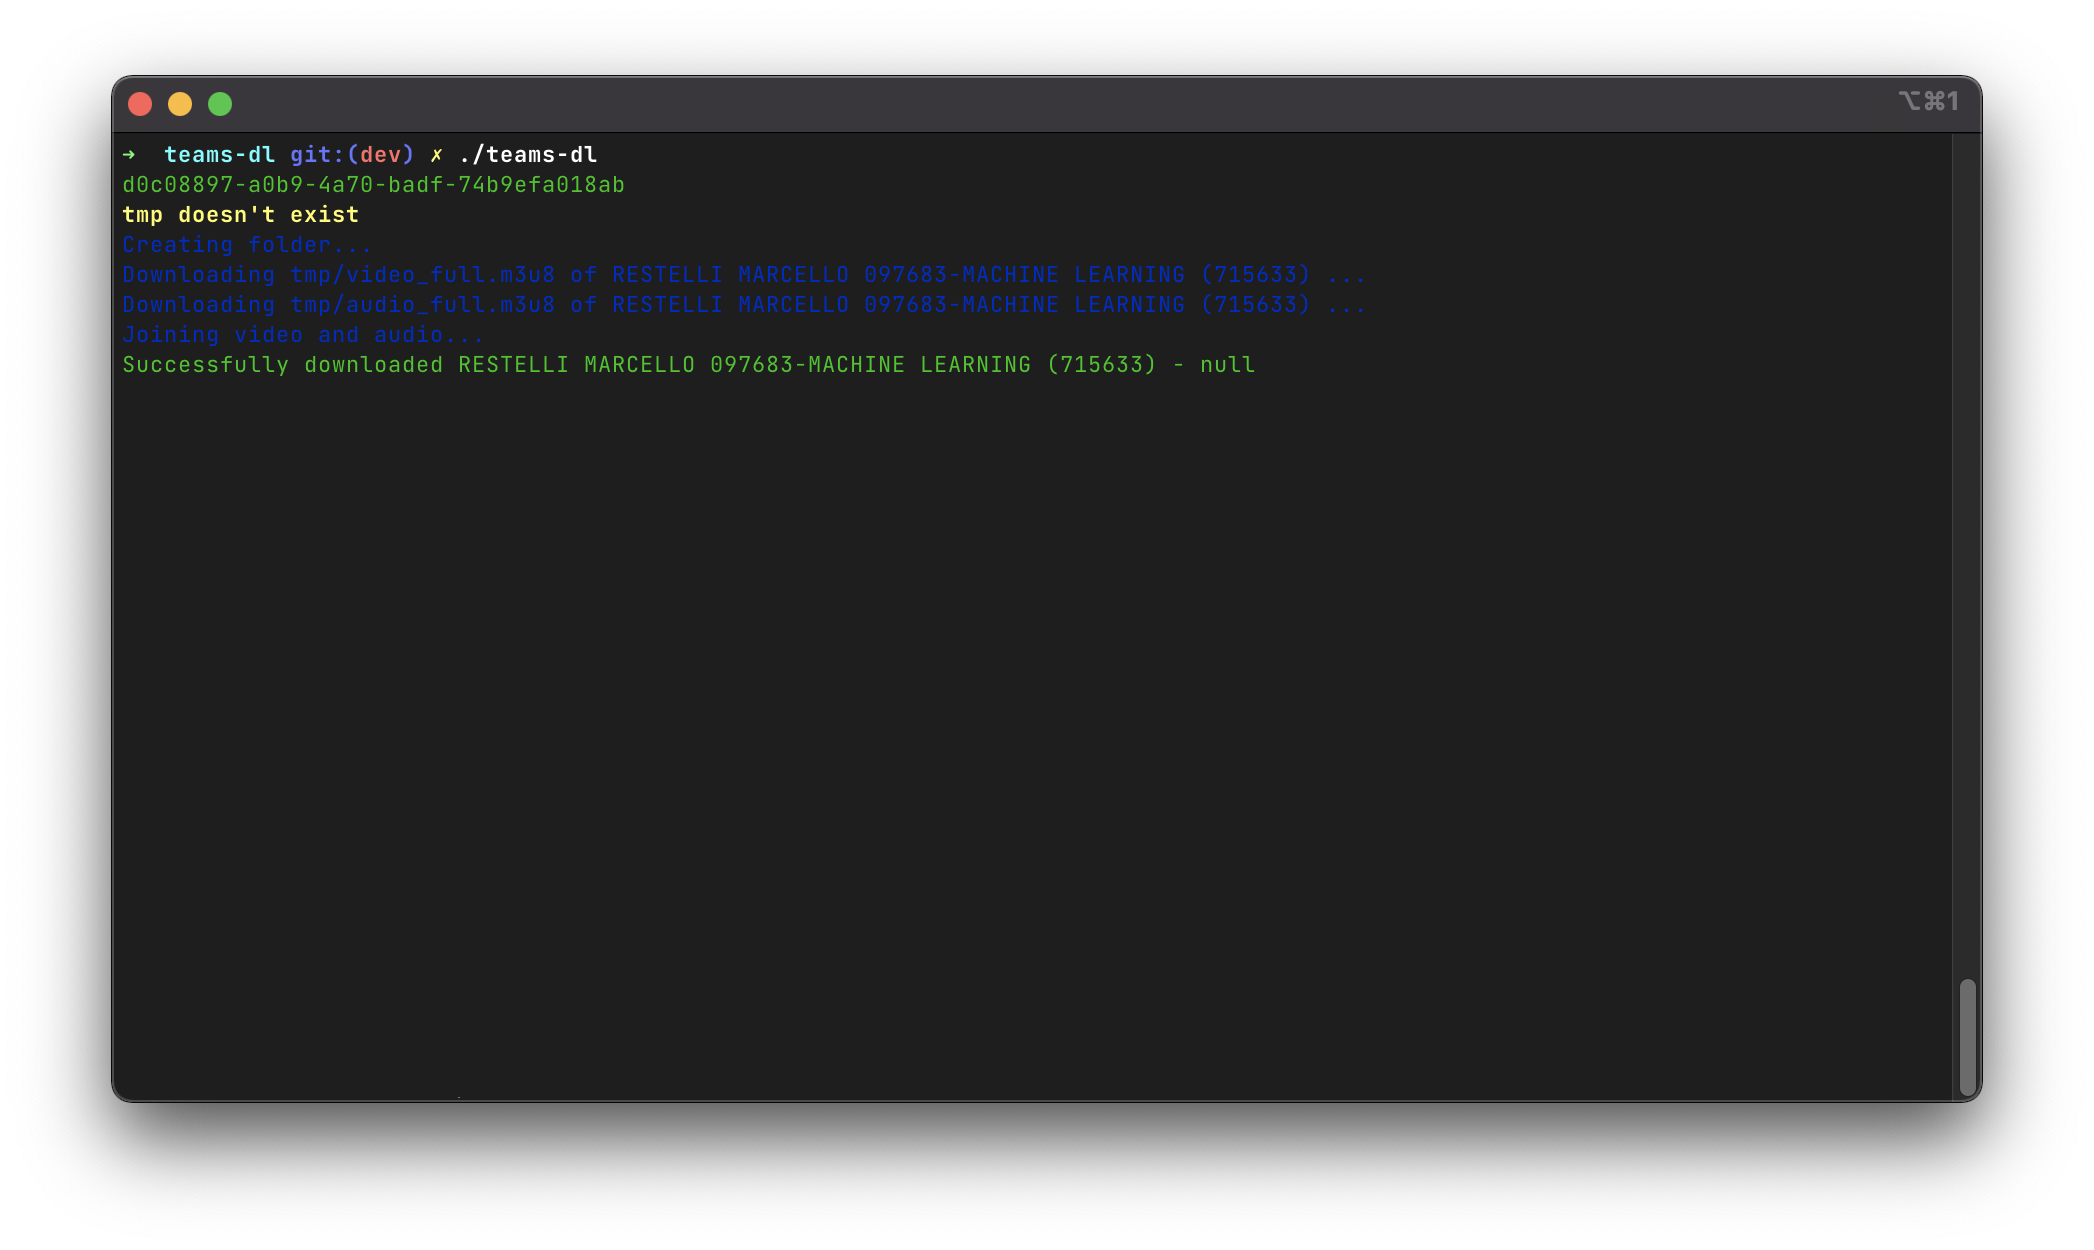 ⌥⌘1
➜  teams-dl git:(dev) ✗ ./teams-dl
d0c08897-a0b9-4a70-badf-74b9efa018ab
tmp doesn't exist
Creating folder...
Downloading tmp/video_full.m3u8 of RESTELLI MARCELLO 097683-MACHINE LEARNING (715633) ...
Downloading tmp/audio_full.m3u8 of RESTELLI MARCELLO 097683-MACHINE LEARNING (715633) ...
Joining video and audio...
Successfully downloaded RESTELLI MARCELLO 097683-MACHINE LEARNING (715633) - null